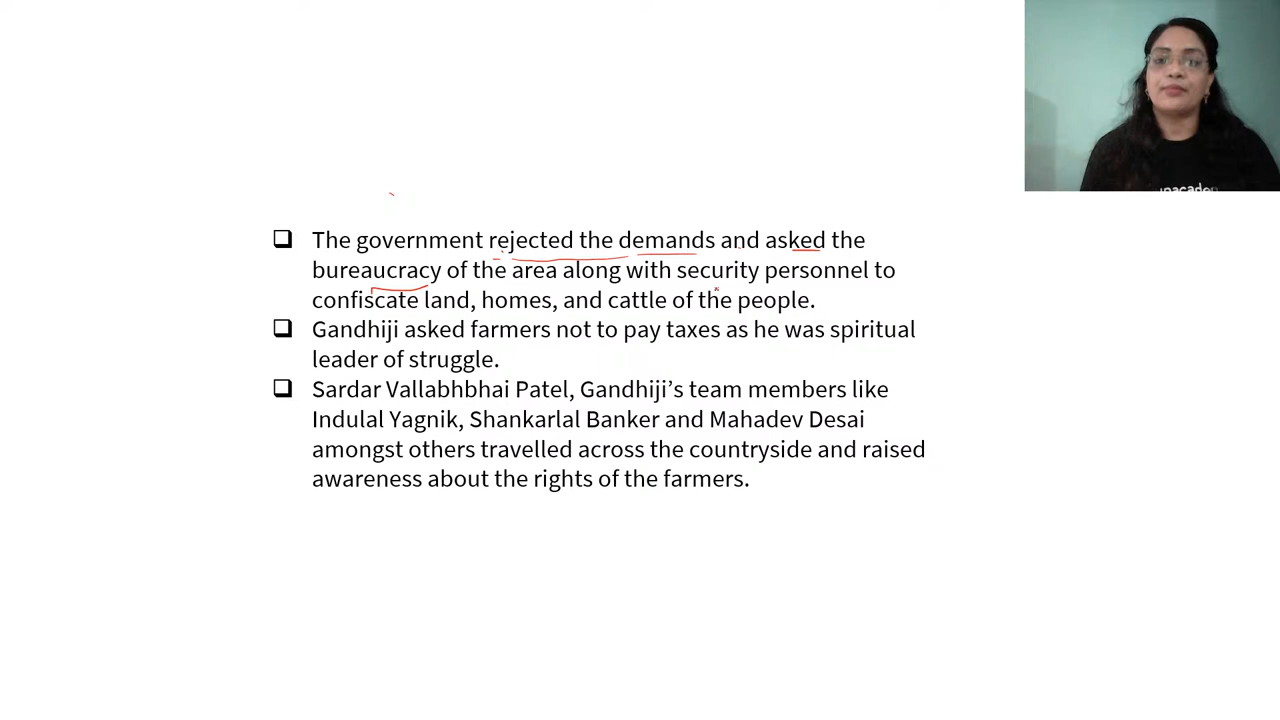 The government rejected the demands and asked the
bureaucracy of the area along with security personnel to
confiscate land, homes, and cattle of the people.
Gandhiji asked farmers not to pay taxes as he was spiritual
leader of struggle.
Sardar Vallabhbhai Patel, Gandhiji’s team members like
Indulal Yagnik, Shankarlal Banker and Mahadev Desai
amongst others travelled across the countryside and raised
awareness about the rights of the farmers.